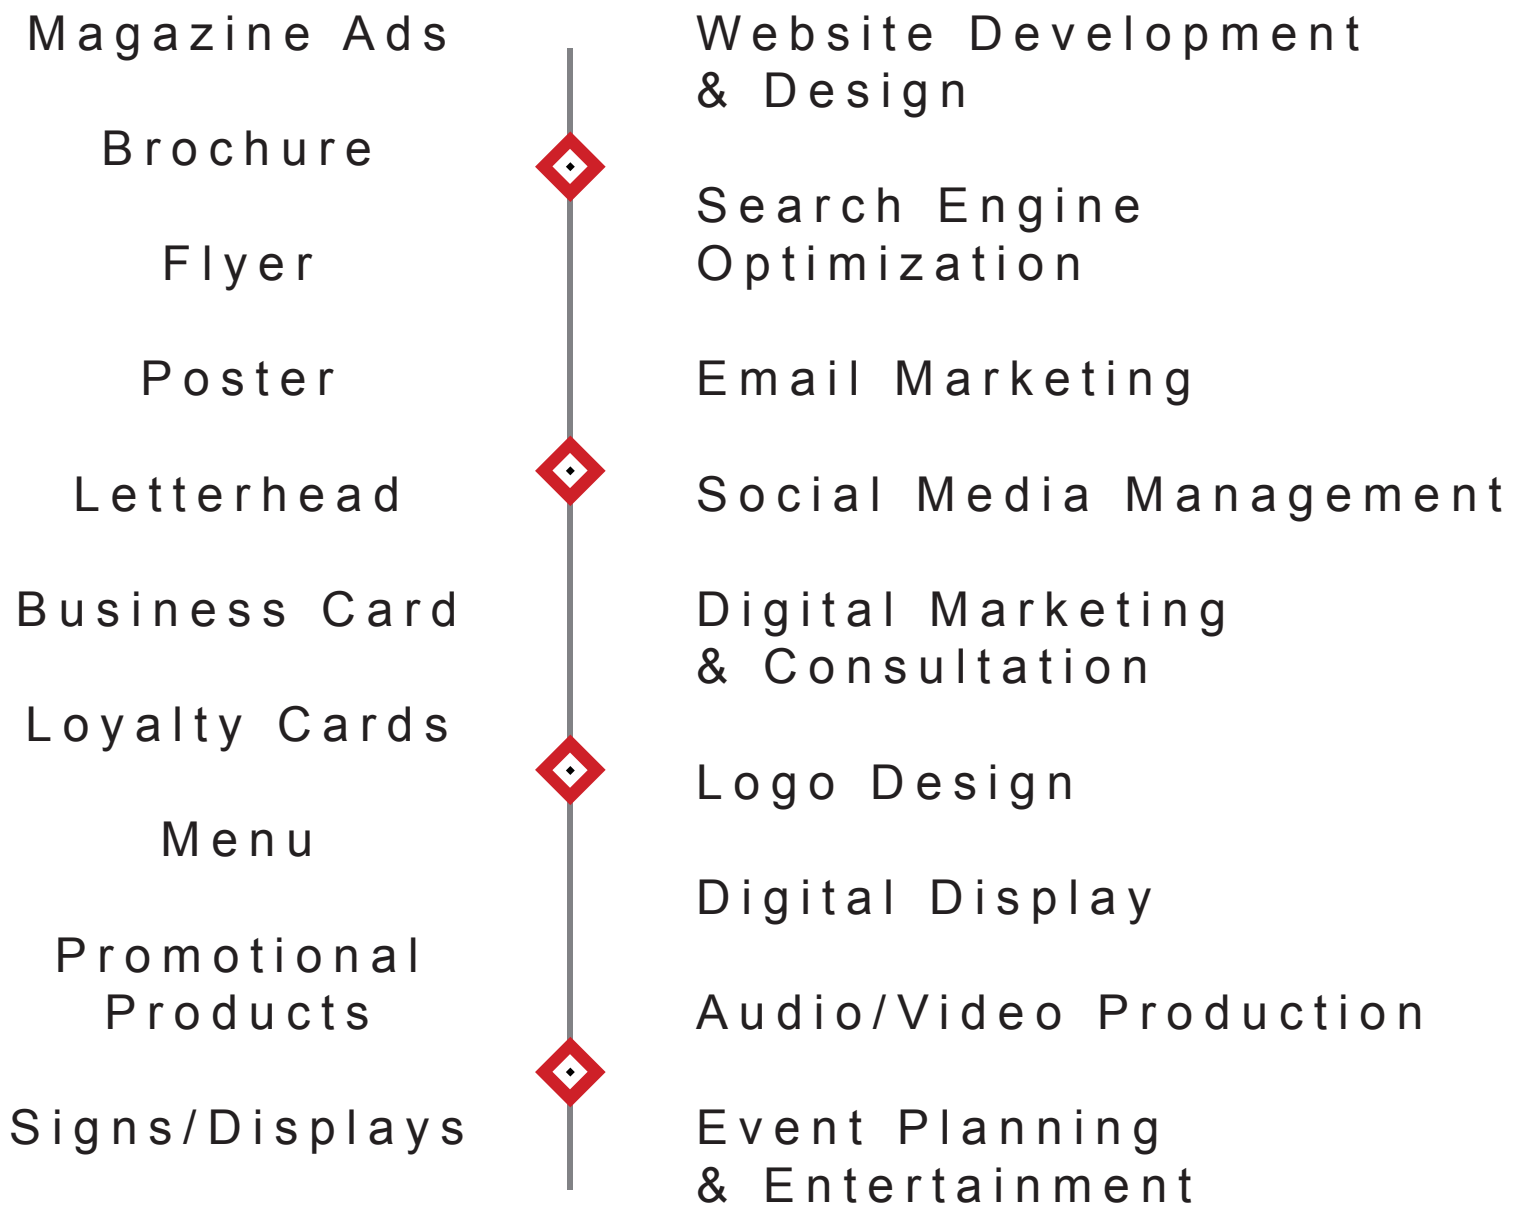 Magazine Ads
Brochure
Flyer
Poster
Letterhead
Business Card
Loyalty Cards
Menu
Promotional
Products
Signs/Displays
Website Development
& Design
Search Engine
Optimization
Email Marketing
Social Media Management
Digital Marketing
& Consultation
Logo Design
Digital Display
Audio/Video Production
Event Planning
& Entertainment